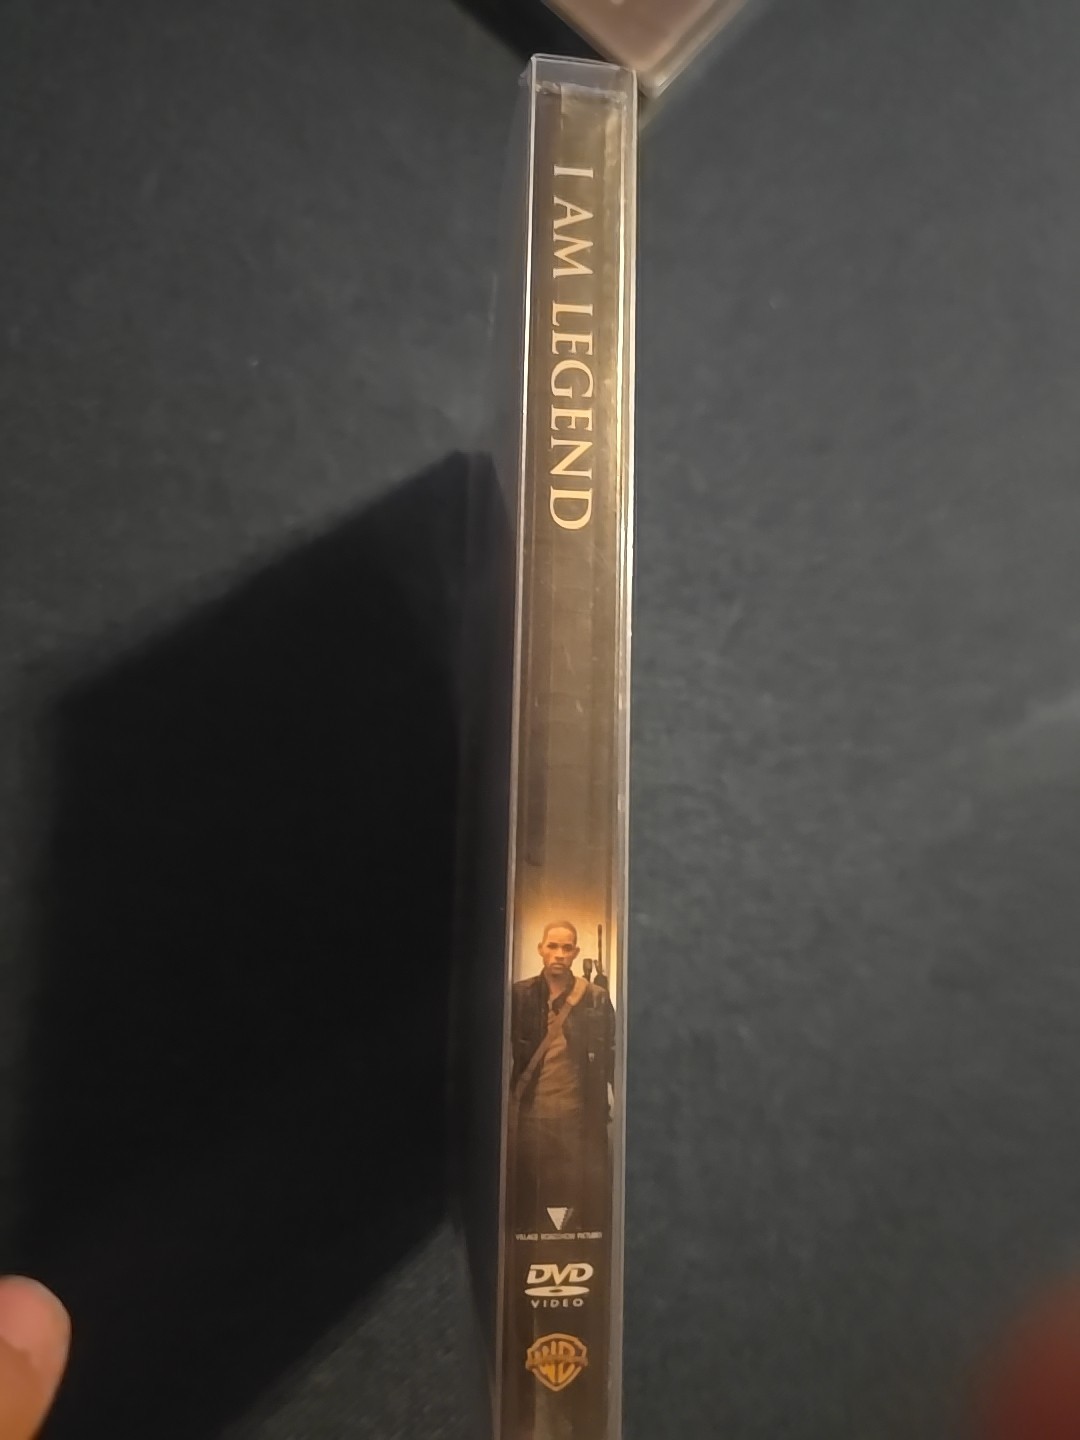 I AM LEGEND
VILLAGE ROADSHOW PICTURES
DVD
VIDEO
WB